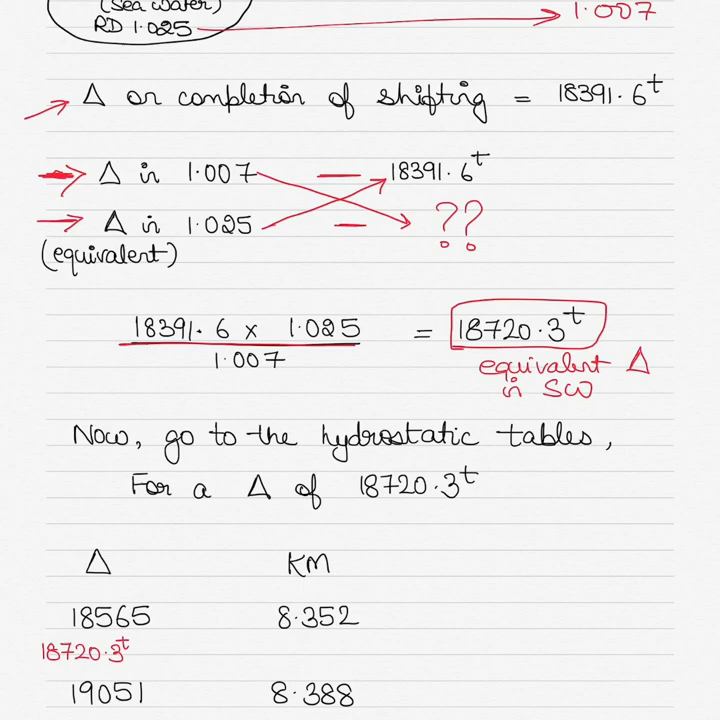 (Sea Water)
RD 1.025
1.007
Δ on completion of shifting = 18391.6t
Δ in 1.007 — 18391.6t
Δ in 1.025 — ??
(equivalent)
18391.6 x 1.025
1.007
= 18720.3t
equivalent Δ
in SW
Now, go to the hydrostatic tables,
For a Δ of 18720.3t
Δ KM
18565 8.352
18720.3t
19051 8.388